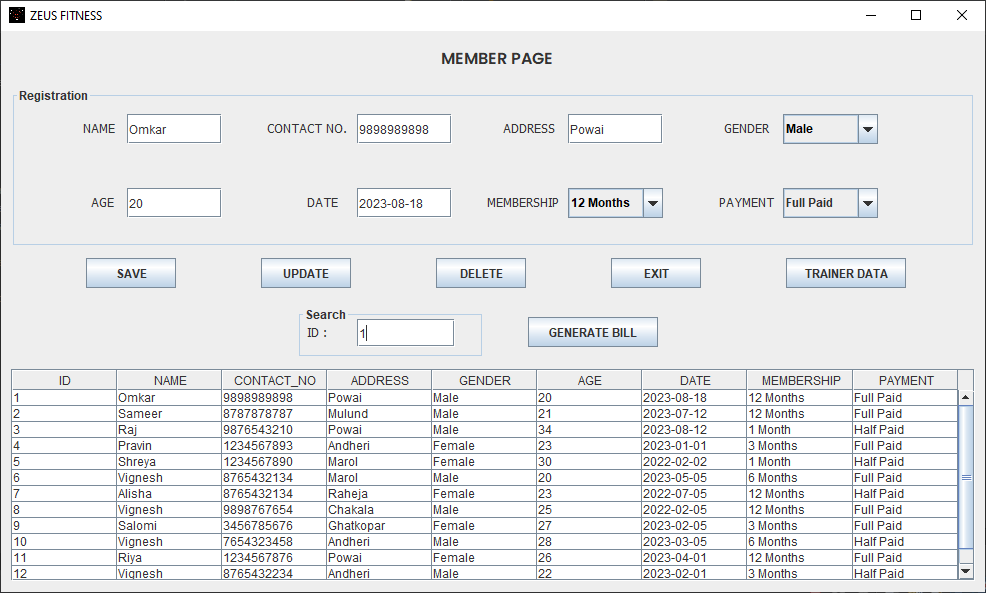 ZEUS FITNESS
MEMBER PAGE
Registration
NAME Omkar CONTACT NO. 9898989898 ADDRESS Powai GENDER Male
AGE 20 DATE 2023-08-18 MEMBERSHIP 12 Months PAYMENT Full Paid
SAVE UPDATE DELETE EXIT TRAINER DATA
Search
ID : 1 GENERATE BILL
ID NAME CONTACT_NO ADDRESS GENDER AGE DATE MEMBERSHIP PAYMENT
1 Omkar 9898989898 Powai Male 20 2023-08-18 12 Months Full Paid
2 Sameer 8787878787 Mulund Male 21 2023-07-12 12 Months Full Paid
3 Raj 9876543210 Powai Male 34 2023-08-12 1 Month Half Paid
4 Pravin 1234567893 Andheri Female 23 2023-01-01 3 Months Full Paid
5 Shreya 1234567890 Marol Female 30 2022-02-02 1 Month Half Paid
6 Vignesh 8765432134 Marol Male 20 2023-05-05 6 Months Full Paid
7 Alisha 8765432134 Raheja Female 23 2022-07-05 12 Months Half Paid
8 Vignesh 9898767654 Chakala Male 25 2022-02-05 12 Months Full Paid
9 Salomi 3456785676 Ghatkopar Female 27 2023-02-05 3 Months Full Paid
10 Vignesh 7654323458 Andheri Male 28 2023-03-05 6 Months Half Paid
11 Riya 1234567876 Powai Female 26 2023-04-01 12 Months Full Paid
12 Vignesh 8765432234 Andheri Male 22 2023-02-01 3 Months Half Paid